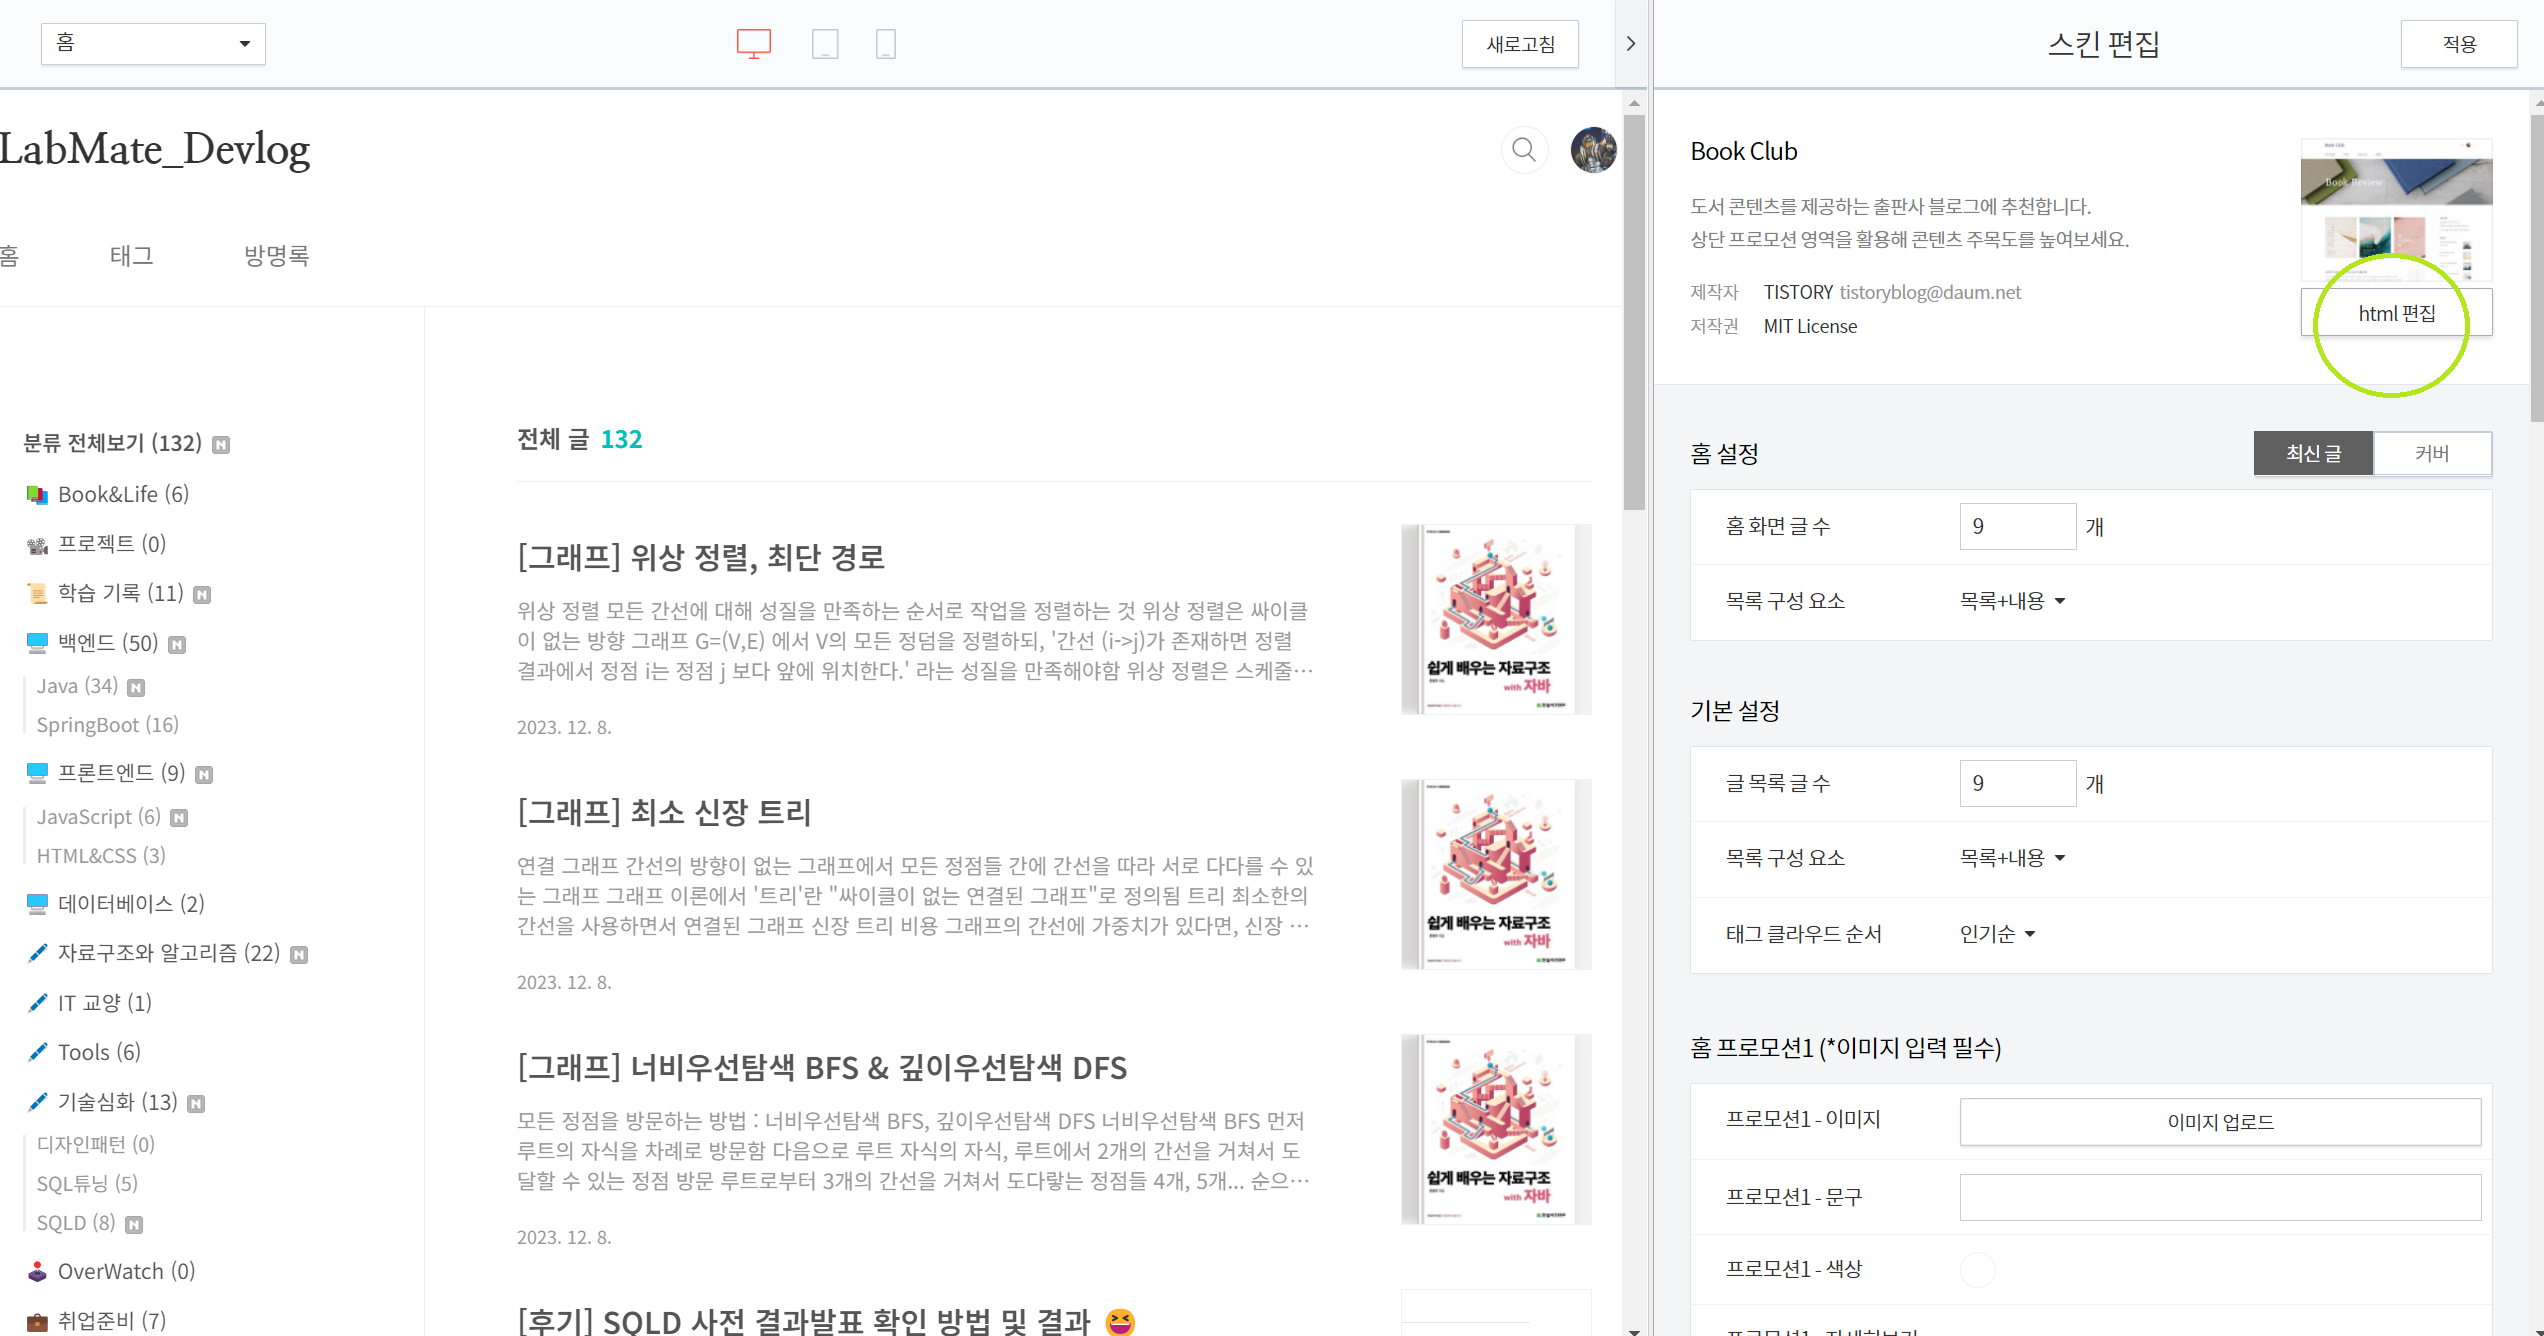 홈
새로고침
스킨 편집
적용
LabMate_Devlog
홈
태그
방명록
분류 전체보기 (132) N
Book&Life (6)
프로젝트 (0)
학습 기록 (11) N
백엔드 (50) N
Java (34) N
SpringBoot (16)
프론트엔드 (9) N
JavaScript (6) N
HTML&CSS (3)
데이터베이스 (2)
자료구조와 알고리즘 (22) N
IT 교양 (1)
Tools (6)
기술심화 (13) N
디자인패턴 (0)
SQL튜닝 (5)
SQLD (8) N
OverWatch (0)
취업준비 (7)
전체 글 132
[그래프] 위상 정렬, 최단 경로
위상 정렬 모든 간선에 대해 성질을 만족하는 순서로 작업을 정렬하는 것 위상 정렬은 싸이클
이 없는 방향 그래프 G=(V,E) 에서 V의 모든 정덤을 정렬하되, '간선 (i->j)가 존재하면 정렬
결과에서 정점 i는 정점 j 보다 앞에 위치한다.' 라는 성질을 만족해야함 위상 정렬은 스케줄…
2023. 12. 8.
쉽게 배우는 자료구조
with 자바
[그래프] 최소 신장 트리
연결 그래프 간선의 방향이 없는 그래프에서 모든 정점들 간에 간선을 따라 서로 다다를 수 있
는 그래프 그래프 이론에서 '트리'란 "싸이클이 없는 연결된 그래프"로 정의됨 트리 최소한의
간선을 사용하면서 연결된 그래프 신장 트리 비용 그래프의 간선에 가중치가 있다면, 신장 …
2023. 12. 8.
쉽게 배우는 자료구조
with 자바
[그래프] 너비우선탐색 BFS & 깊이우선탐색 DFS
모든 정점을 방문하는 방법 : 너비우선탐색 BFS, 깊이우선탐색 DFS 너비우선탐색 BFS 먼저
루트의 자식을 차례로 방문함 다음으로 루트 자식의 자식, 루트에서 2개의 간선을 거쳐서 도
달할 수 있는 정점 방문 루트로부터 3개의 간선을 거쳐서 도다랗는 정점들 4개, 5개... 순으…
2023. 12. 8.
쉽게 배우는 자료구조
with 자바
[후기] SQLD 사전 결과발표 확인 방법 및 결과 😆
Book Club
도서 콘텐츠를 제공하는 출판사 블로그에 추천합니다.
상단 프로모션 영역을 활용해 콘텐츠 주목도를 높여보세요.
제작자 TISTORY tistoryblog@daum.net
저작권 MIT License
Book Club
Book Review
html 편집
홈 설정
최신 글
커버
홈 화면 글 수 9 개
목록 구성 요소 목록+내용
기본 설정
글 목록 글 수 9 개
목록 구성 요소 목록+내용
태그 클라우드 순서 인기순
홈 프로모션1 (*이미지 입력 필수)
프로모션1 - 이미지 이미지 업로드
프로모션1 - 문구
프로모션1 - 색상